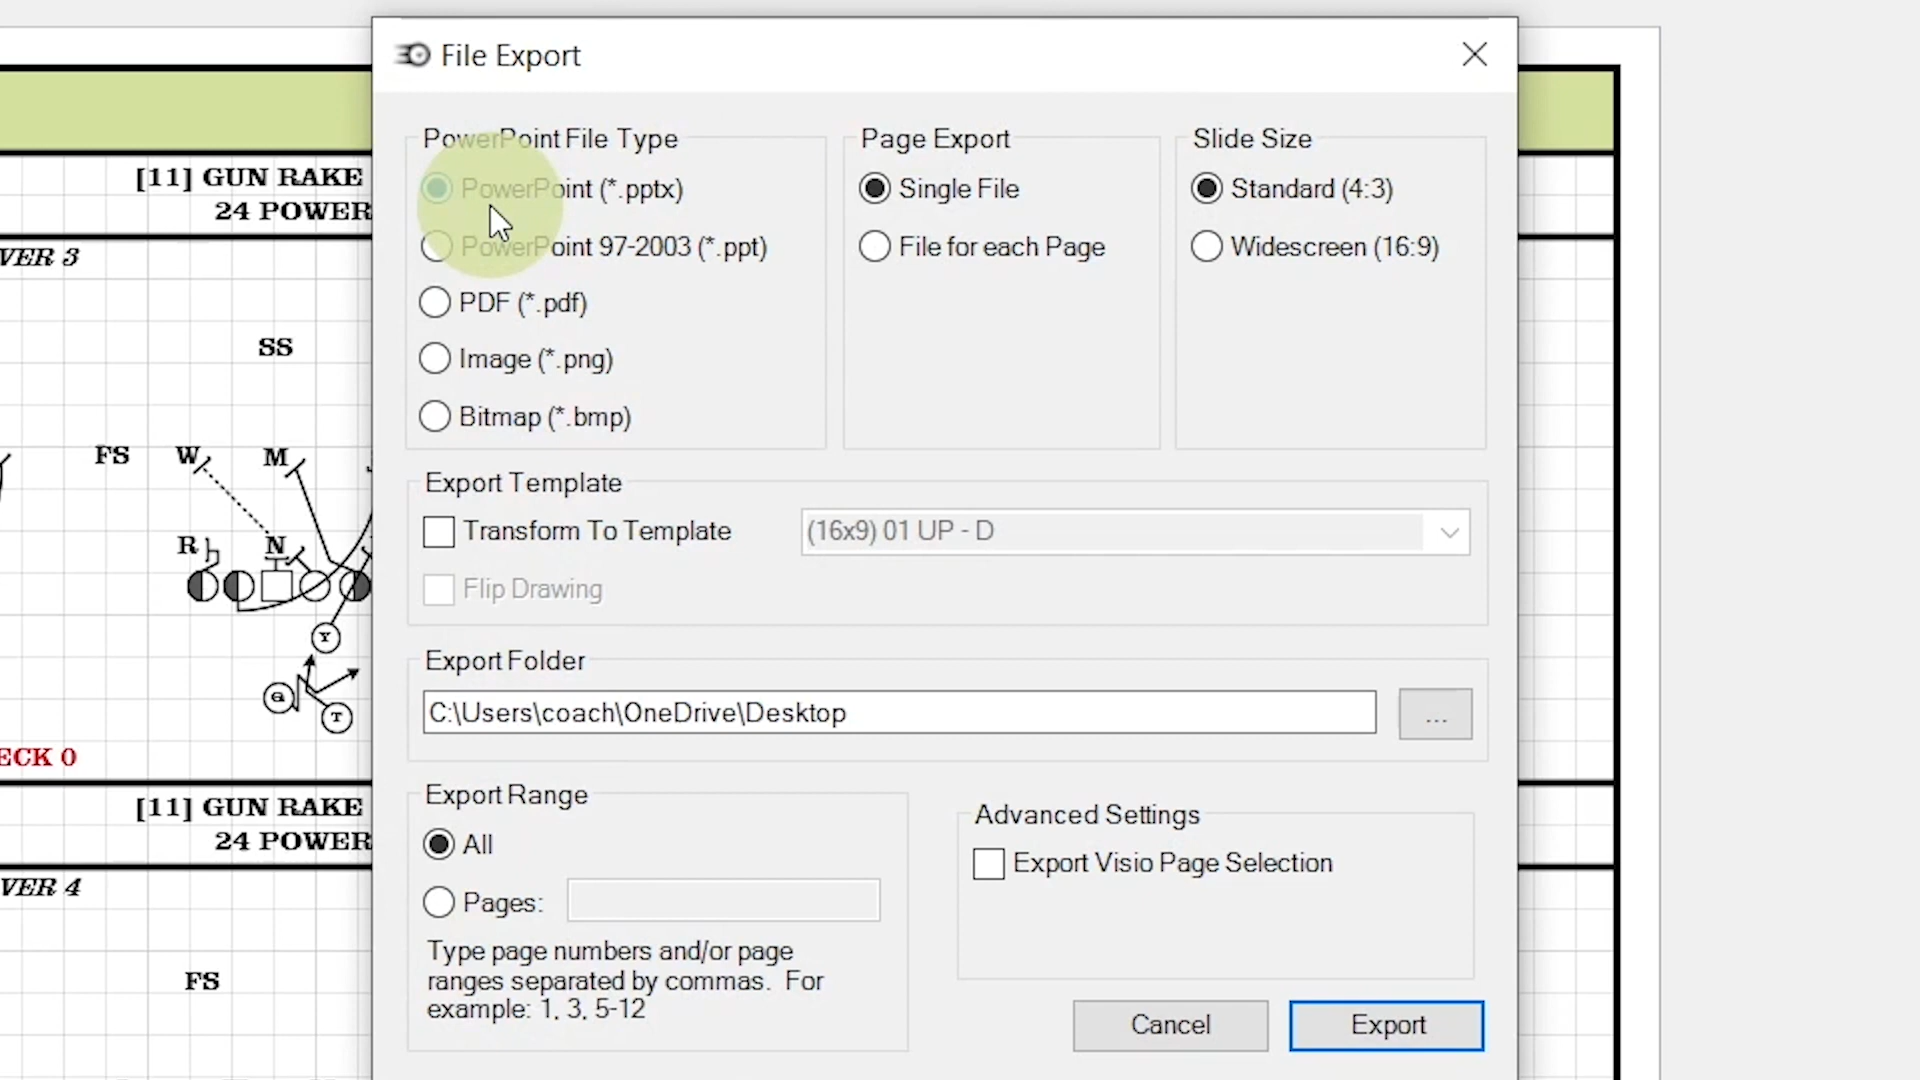 File Export
PowerPoint File Type
PowerPoint (*.pptx)
PowerPoint 97-2003 (*.ppt)
PDF (*.pdf)
Image (*.png)
Bitmap (*.bmp)
Page Export
Single File
File for each Page
Slide Size
Standard (4:3)
Widescreen (16:9)
Export Template
Transform To Template
(16x9) 01 UP - D
Flip Drawing
Export Folder
C:\Users\coach\OneDrive\Desktop
...
Export Range
All
Pages:
Type page numbers and/or page
ranges separated by commas. For
example: 1, 3, 5-12
Advanced Settings
Export Visio Page Selection
Cancel
Export
[11] GUN RAKE
24 POWER
VER 3
SS
FS W M
R N
Y
Q
T
ECK 0
[11] GUN RAKE
24 POWER
VER 4
FS